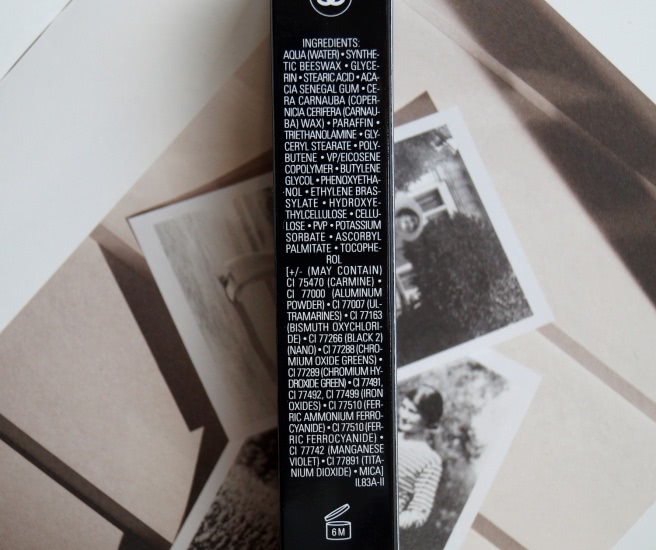 INGREDIENTS:
AQUA (WATER) • SYNTHE-
TIC BEESWAX • GLYCE-
RIN • STEARIC ACID • ACA-
CIA SENEGAL GUM • CE-
RA CARNAUBA (COPER-
NICIA CERIFERA (CARNAU-
BA) WAX) • PARAFFIN •
TRIETHANOLAMINE • GLY-
CERYL STEARATE • POLY-
BUTENE • VP/EICOSENE
COPOLYMER • BUTYLENE
GLYCOL • PHENOXYETHA-
NOL • ETHYLENE BRAS-
SYLATE • HYDROXYE-
THYLCELLULOSE • CELLU-
LOSE • PVP • POTASSIUM
SORBATE • ASCORBYL
PALMITATE • TOCOPHE-
ROL
[+/- (MAY CONTAIN)
CI 75470 (CARMINE) •
CI 77000 (ALUMINUM
POWDER) • CI 77007 (UL-
TRAMARINES) • CI 77163
(BISMUTH OXYCHLORI-
DE) • CI 77266 (BLACK 2)
(NANO) • CI 77288 (CHRO-
MIUM OXIDE GREENS) •
CI 77289 (CHROMIUM HY-
DROXIDE GREEN) • CI 77491,
CI 77492, CI 77499 (IRON
OXIDES) • CI 77510 (FER-
RIC AMMONIUM FERRO-
CYANIDE) • CI 77510 (FER-
RIC FERROCYANIDE) •
CI 77742 (MANGANESE
VIOLET) • CI 77891 (TITA-
NIUM DIOXIDE) • MICA]
IL83A-II
6M